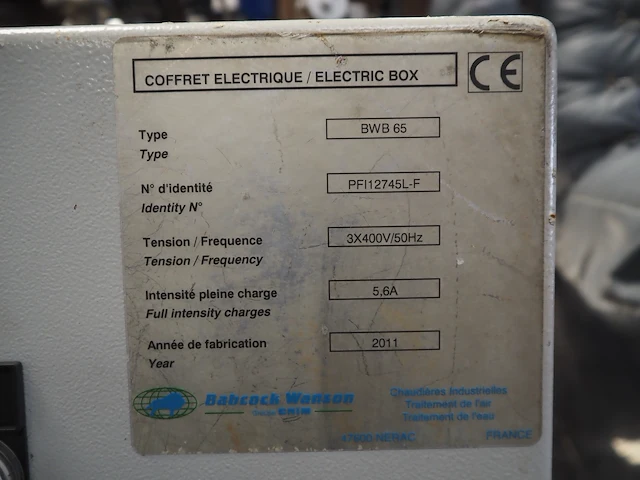 COFFRET ELECTRIQUE / ELECTRIC BOX
CE
Type BWB 65
Type
N° d'identité PFI12745L-F
Identity N°
Tension / Frequence 3X400V/50Hz
Tension / Frequency
Intensité pleine charge 5,6A
Full intensity charges
Année de fabrication 2011
Year
Babcock Wanson
Groupe CNIM
Chaudières Industrielles
Traitement de l'air
Traitement de l'eau
NERAC FRANCE